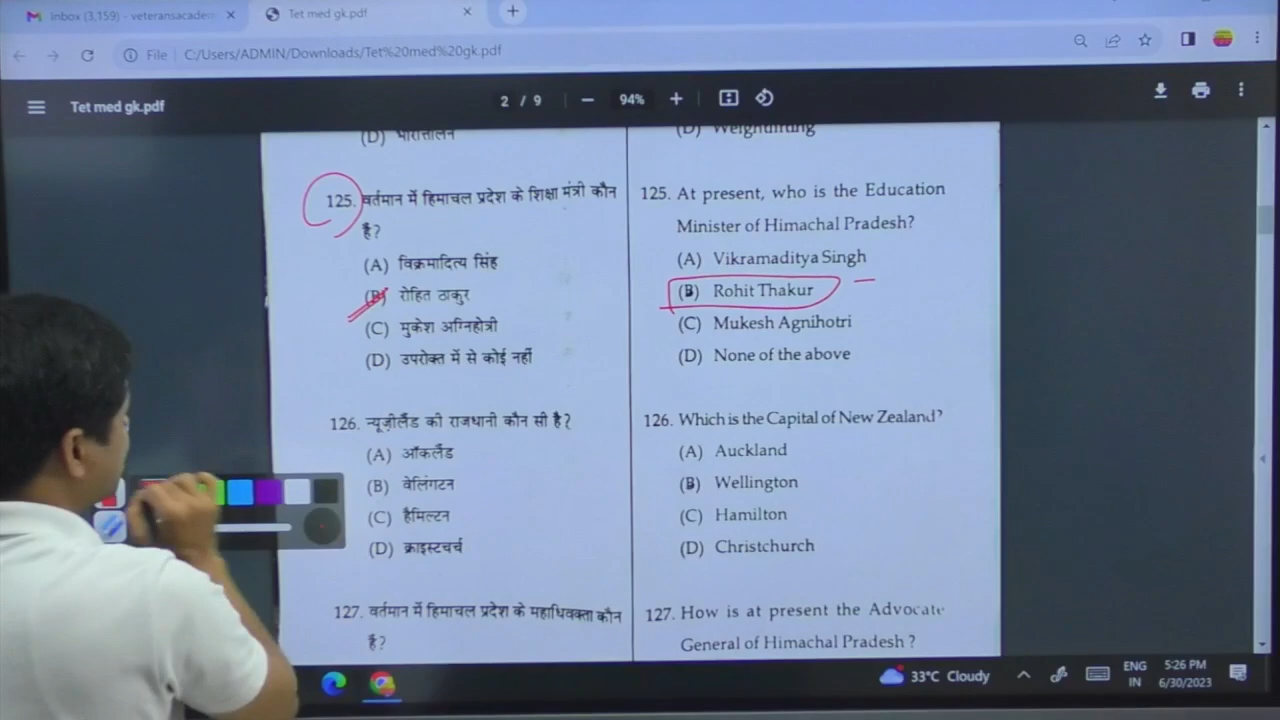 Inbox (3,159) - veteransacadem
Tet med gk.pdf
File
C:/Users/ADMIN/Downloads/Tet%20med%20gk.pdf
Tet med gk.pdf
2 / 9
94%
(D) भारोत्तोलन
125. वर्तमान में हिमाचल प्रदेश के शिक्षा मंत्री कौन
है?
(A) विक्रमादित्य सिंह
(B) रोहित ठाकुर
(C) मुकेश अग्निहोत्री
(D) उपरोक्त में से कोई नहीं
126. न्यूज़ीलैंड की राजधानी कौन सी है?
(A) ऑकलैंड
(B) वेलिंगटन
(C) हैमिल्टन
(D) क्राइस्टचर्च
127. वर्तमान में हिमाचल प्रदेश के महाधिवक्ता कौन
है?
(D) Weightlifting
125. At present, who is the Education
Minister of Himachal Pradesh?
(A) Vikramaditya Singh
(B) Rohit Thakur
(C) Mukesh Agnihotri
(D) None of the above
126. Which is the Capital of New Zealand?
(A) Auckland
(B) Wellington
(C) Hamilton
(D) Christchurch
127. How is at present the Advocate
General of Himachal Pradesh ?
33°C Cloudy
ENG
IN
5:26 PM
6/30/2023